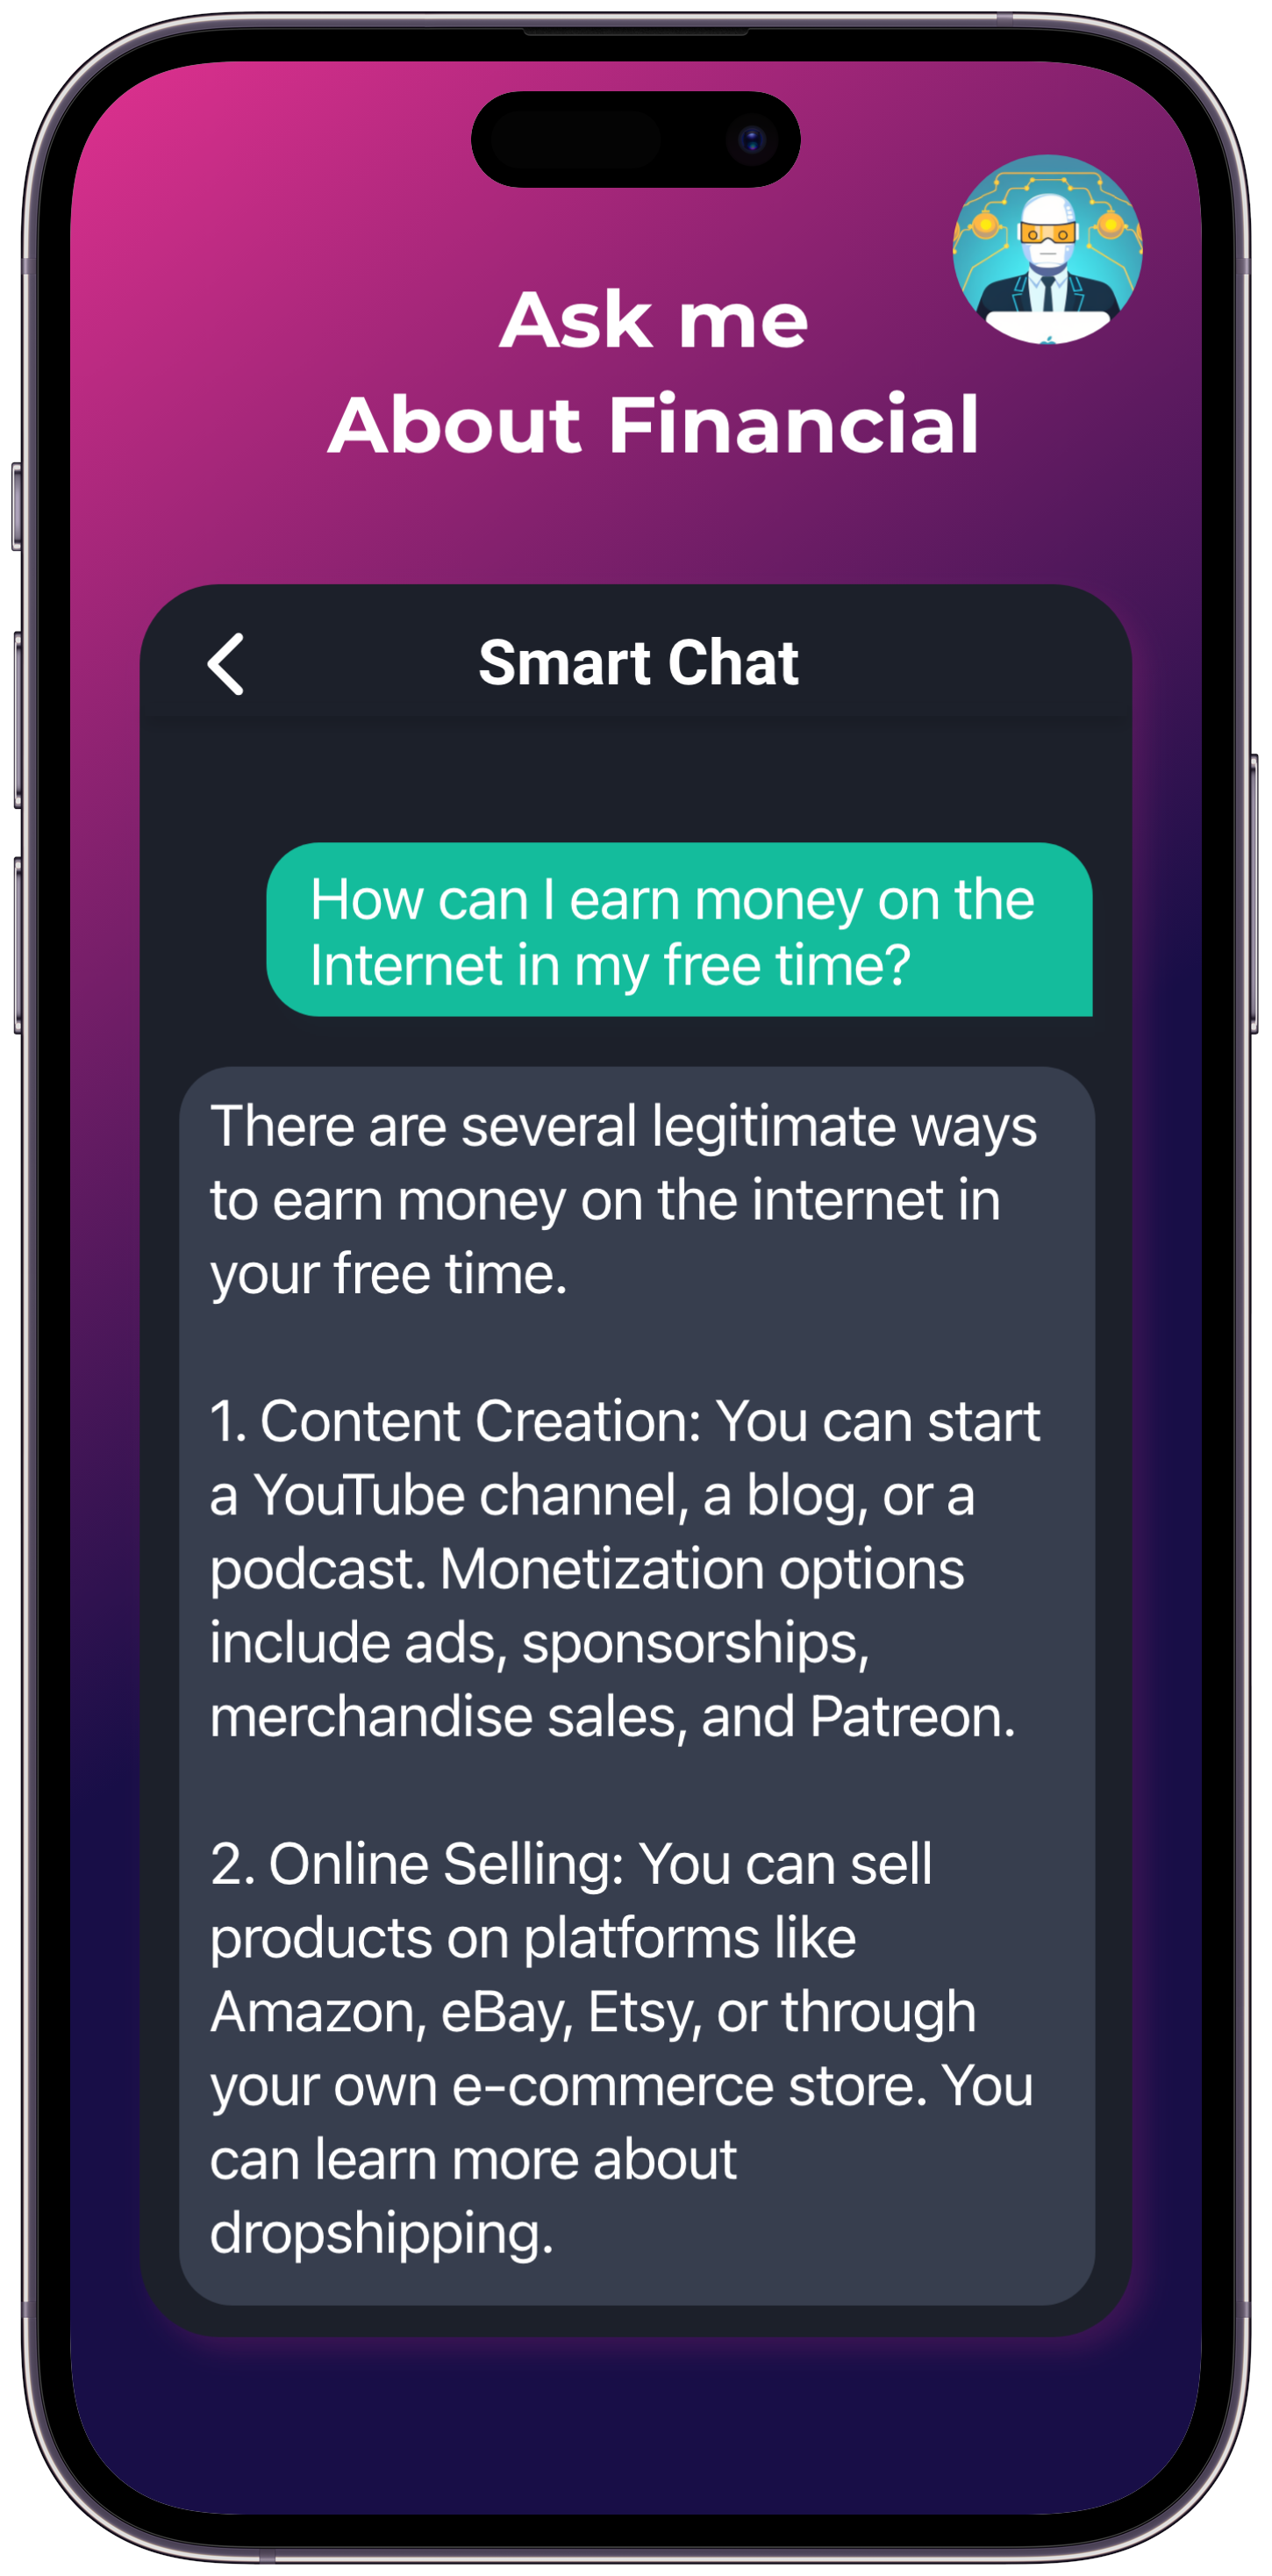 Ask me
About Financial
Smart Chat
How can I earn money on the
Internet in my free time?
There are several legitimate ways
to earn money on the internet in
your free time.
1. Content Creation: You can start
a YouTube channel, a blog, or a
podcast. Monetization options
include ads, sponsorships,
merchandise sales, and Patreon.
2. Online Selling: You can sell
products on platforms like
Amazon, eBay, Etsy, or through
your own e-commerce store. You
can learn more about
dropshipping.